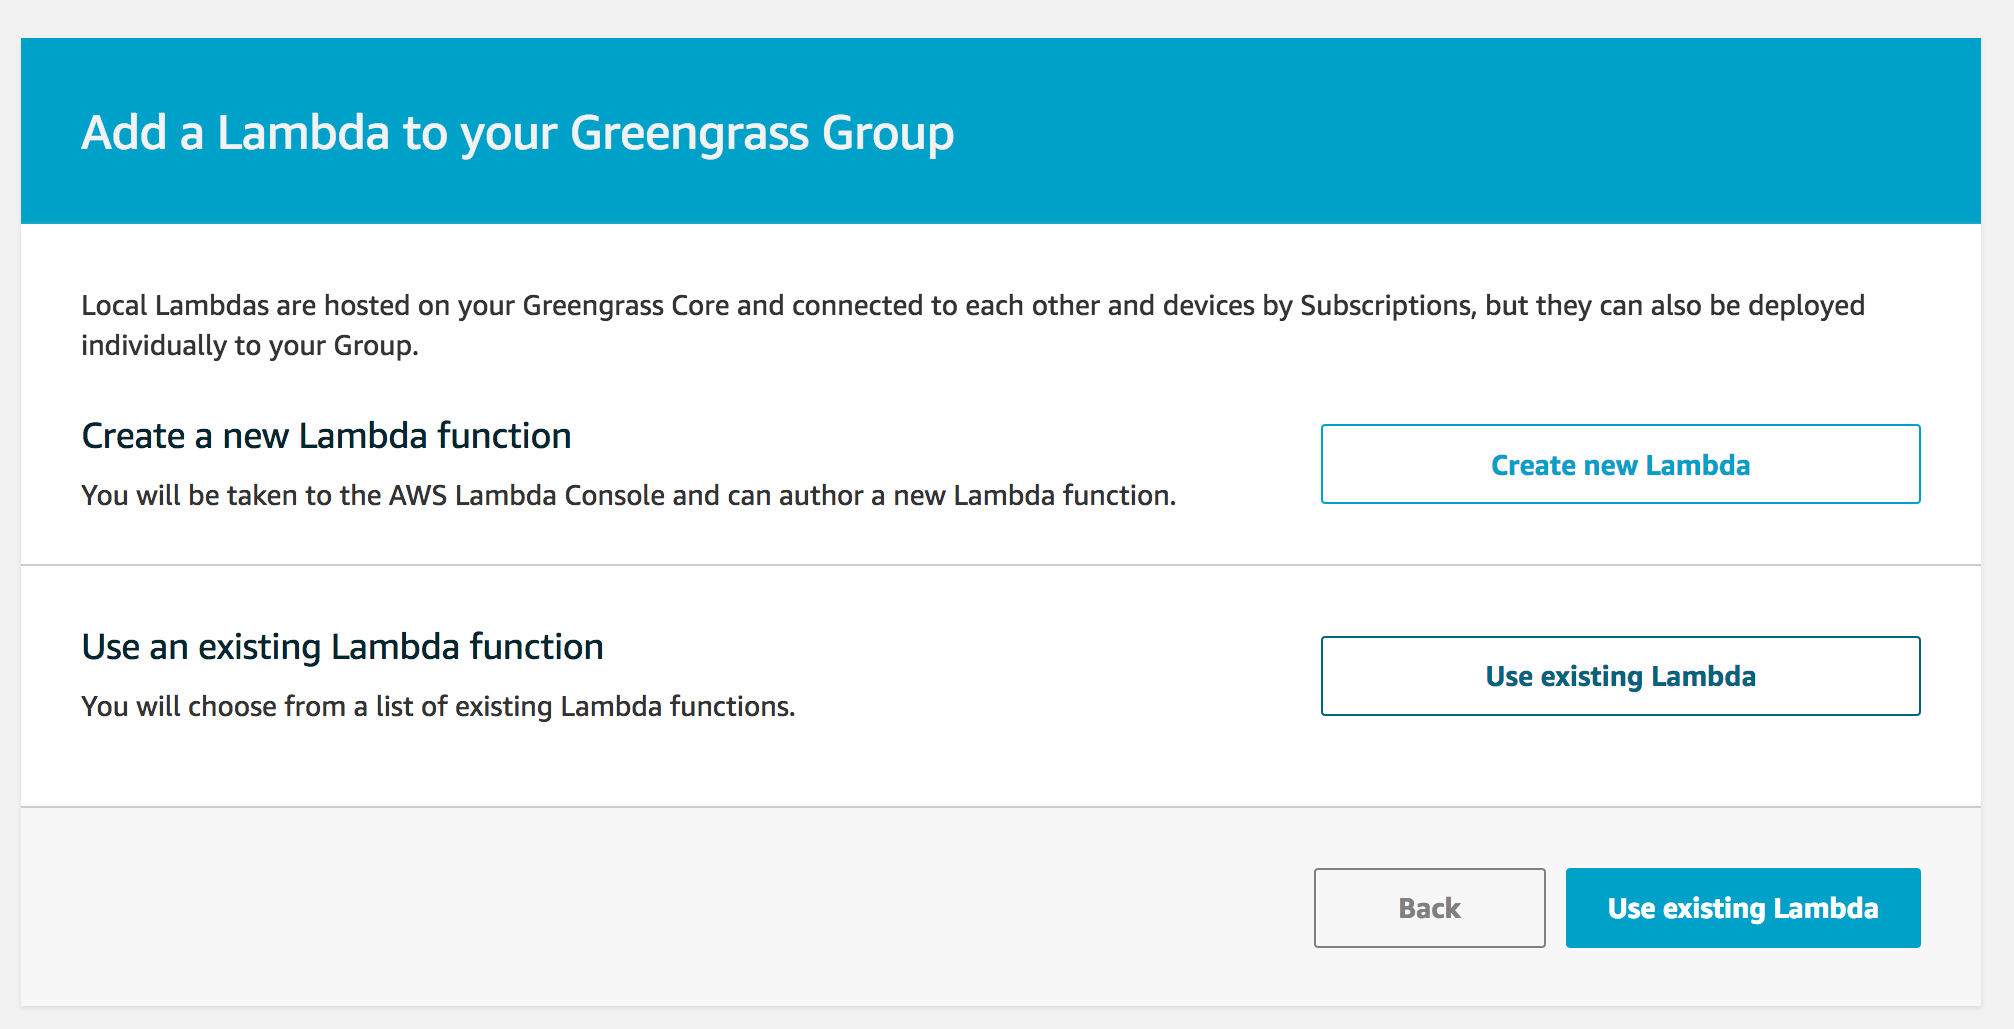 Add a Lambda to your Greengrass Group
Local Lambdas are hosted on your Greengrass Core and connected to each other and devices by Subscriptions, but they can also be deployed
individually to your Group.
Create a new Lambda function
You will be taken to the AWS Lambda Console and can author a new Lambda function.
Create new Lambda
Use an existing Lambda function
You will choose from a list of existing Lambda functions.
Use existing Lambda
Back
Use existing Lambda